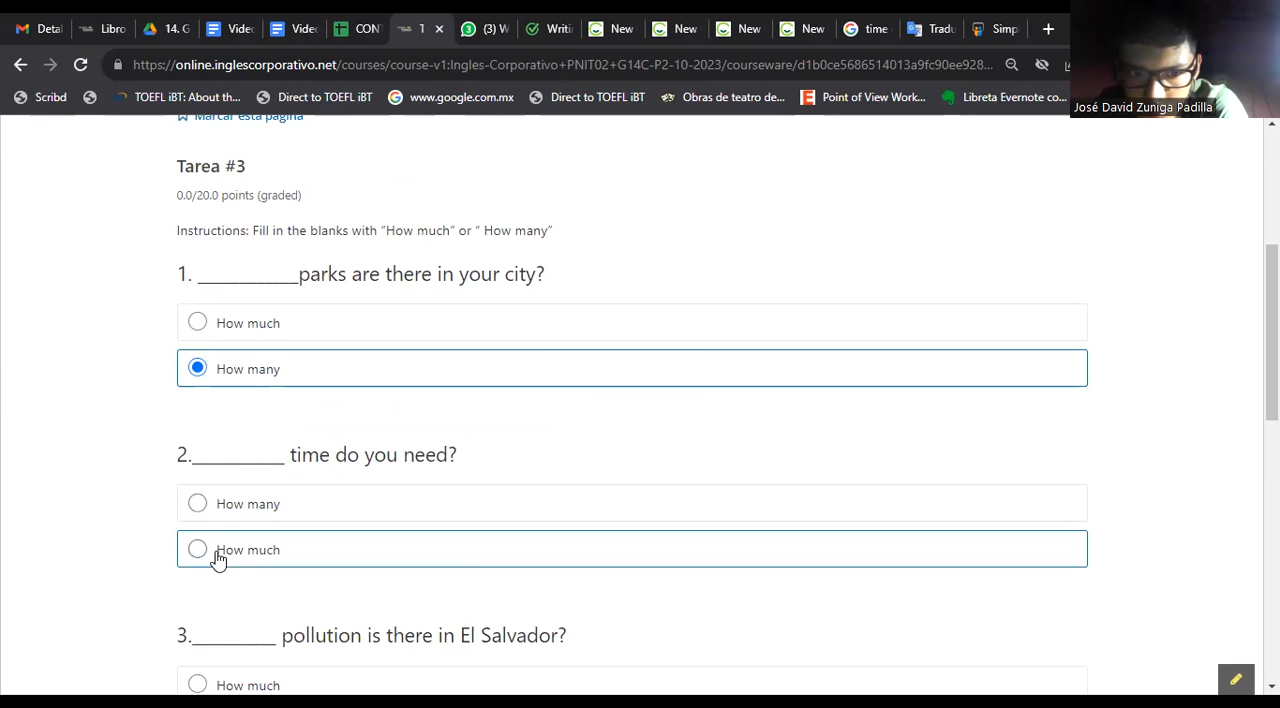 Detal
Libro
14. G
Videc
Videc
CON
1
(3) W
Writi
New
New
New
New
time
Tradu
Simp
https://online.inglescorporativo.net/courses/course-v1:Ingles-Corporativo+PNIT02+G14C-P2-10-2023/courseware/d1b0ce5686514013a9fc90ee928...
Scribd
TOEFL iBT: About th...
Direct to TOEFL iBT
www.google.com.mx
Direct to TOEFL iBT
Obras de teatro de...
Point of View Work...
Libreta Evernote co...
José David Zuniga Padilla
Marcar esta página
Tarea #3
0.0/20.0 points (graded)
Instructions: Fill in the blanks with “How much” or “ How many”
1. ___________parks are there in your city?
How much
How many
2.__________ time do you need?
How many
How much
3._________ pollution is there in El Salvador?
How much